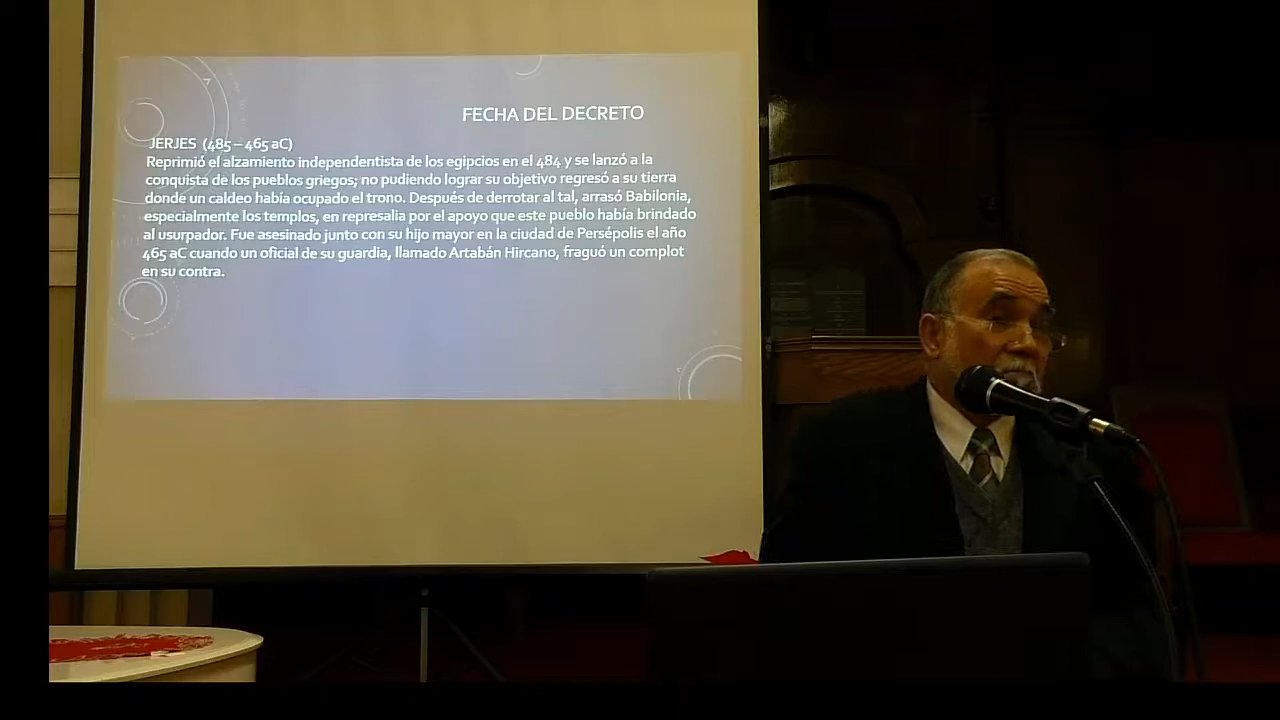 FECHA DEL DECRETO
JERJES (485 – 465 aC)
Reprimió el alzamiento independentista de los egipcios en el 484 y se lanzó a la
conquista de los pueblos griegos; no pudiendo lograr su objetivo regresó a su tierra
donde un caldeo había ocupado el trono. Después de derrotar al tal, arrasó Babilonia,
especialmente los templos, en represalia por el apoyo que este pueblo había brindado
al usurpador. Fue asesinado junto con su hijo mayor en la ciudad de Persépolis el año
465 aC cuando un oficial de su guardia, llamado Artabán Hircano, fraguó un complot
en su contra.